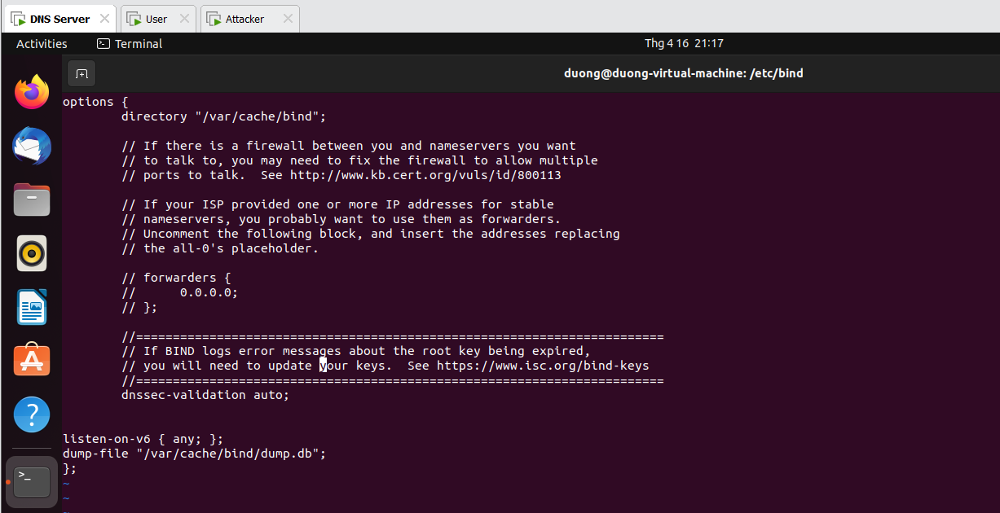 DNS Server
User
Attacker
Activities
Terminal
Thg 4 16 21:17
duong@duong-virtual-machine: /etc/bind
options {
directory "/var/cache/bind";
// If there is a firewall between you and nameservers you want
// to talk to, you may need to fix the firewall to allow multiple
// ports to talk.  See http://www.kb.cert.org/vuls/id/800113
// If your ISP provided one or more IP addresses for stable
// nameservers, you probably want to use them as forwarders.
// Uncomment the following block, and insert the addresses replacing
// the all-0's placeholder.
// forwarders {
//      0.0.0.0;
// };
//========================================================================
// If BIND logs error messages about the root key being expired,
// you will need to update your keys.  See https://www.isc.org/bind-keys
//========================================================================
dnssec-validation auto;
listen-on-v6 { any; };
dump-file "/var/cache/bind/dump.db";
};
~
~
~